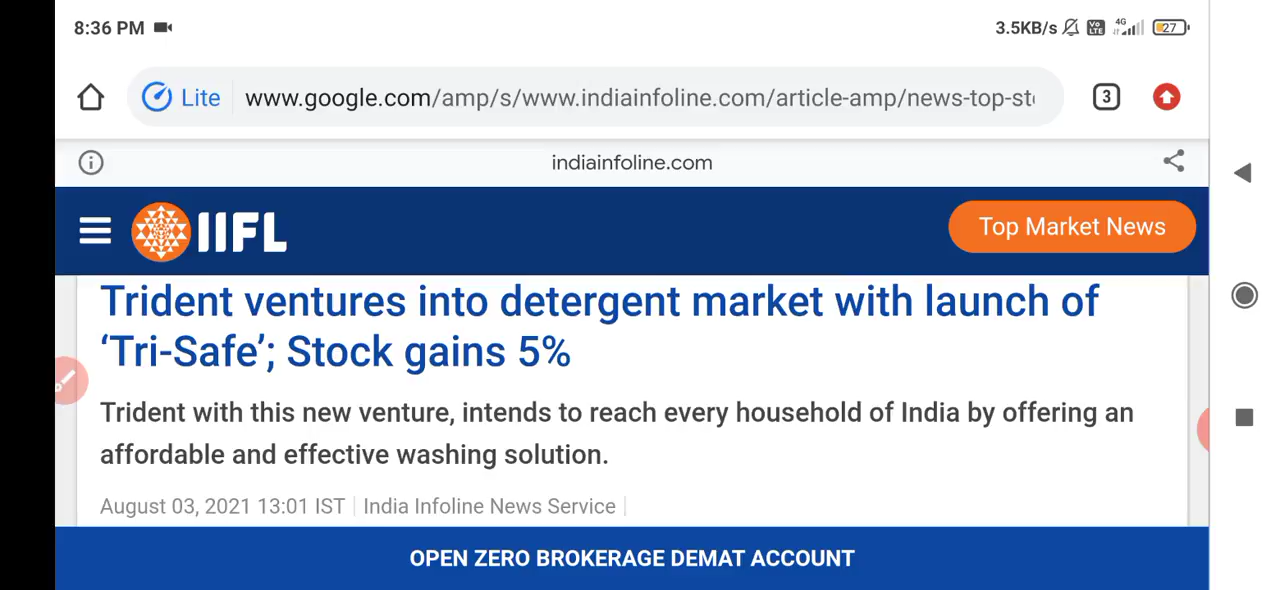 8:36 PM
3.5KB/s Vo LTE 4G 27
Lite www.google.com/amp/s/www.indiainfoline.com/article-amp/news-top-st
3
indiainfoline.com
IIFL
Top Market News
Trident ventures into detergent market with launch of
‘Tri-Safe’; Stock gains 5%
Trident with this new venture, intends to reach every household of India by offering an
affordable and effective washing solution.
August 03, 2021 13:01 IST | India Infoline News Service |
OPEN ZERO BROKERAGE DEMAT ACCOUNT